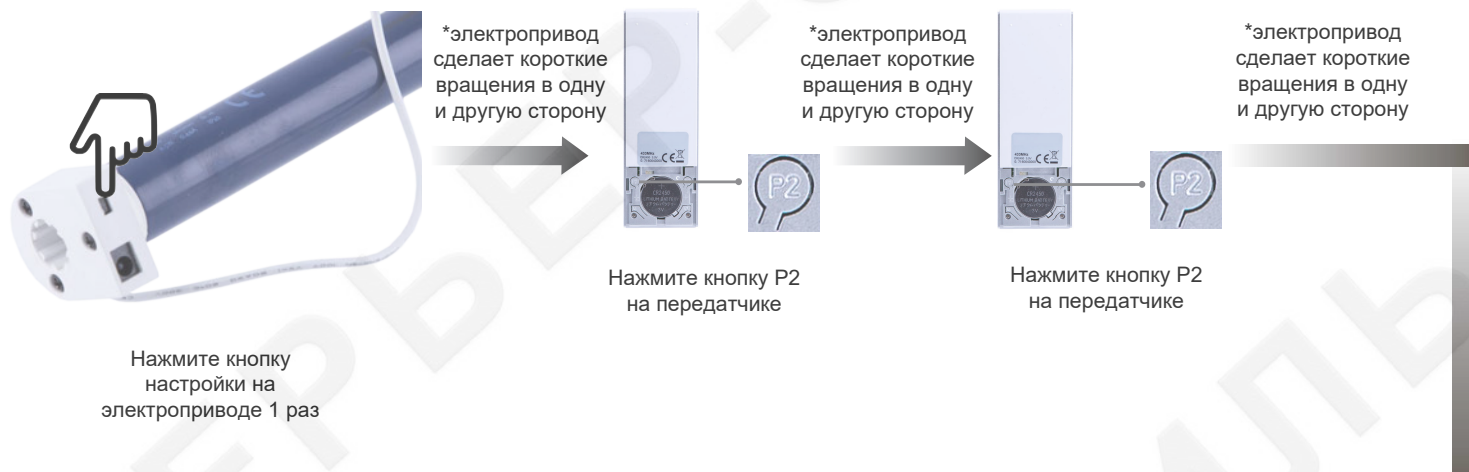 *электропривод
сделает короткие
вращения в одну
и другую сторону
*электропривод
сделает короткие
вращения в одну
и другую сторону
*электропривод
сделает короткие
вращения в одну
и другую сторону
P2
P2
Нажмите кнопку P2
на передатчике
Нажмите кнопку P2
на передатчике
Нажмите кнопку
настройки на
электроприводе 1 раз